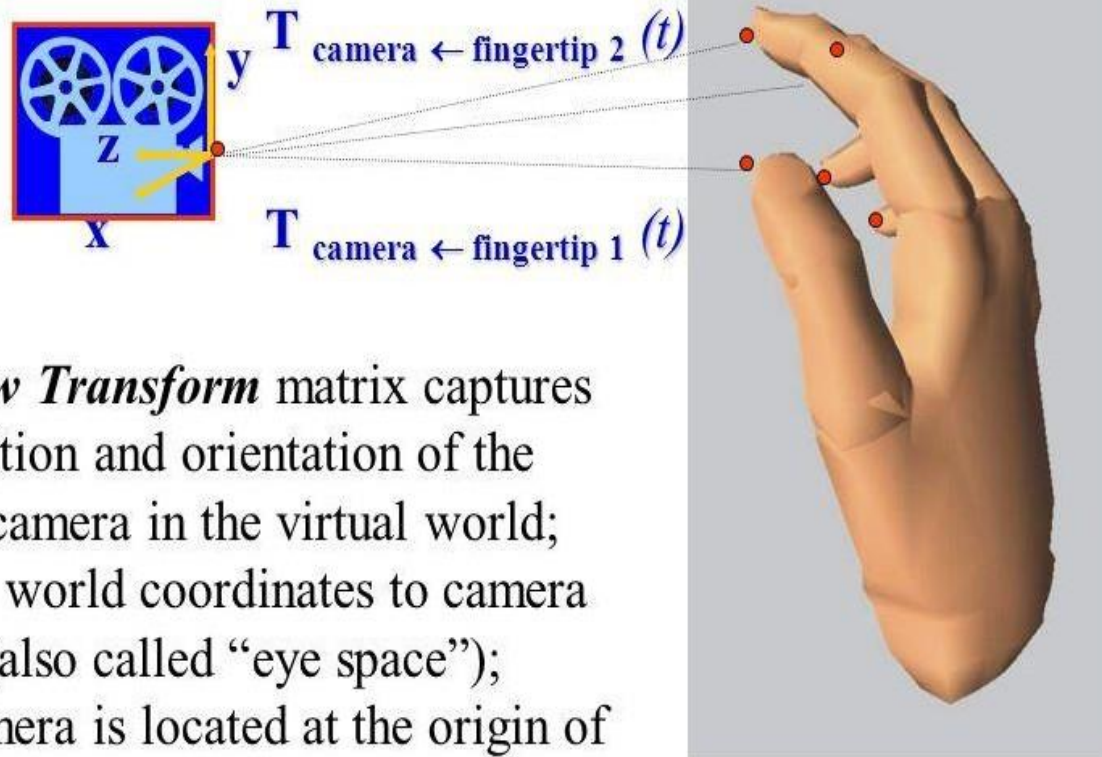 y T camera ← fingertip 2 (t)
z
x T camera ← fingertip 1 (t)
w Transform matrix captures
tion and orientation of the
camera in the virtual world;
world coordinates to camera
also called “eye space”);
nera is located at the origin of